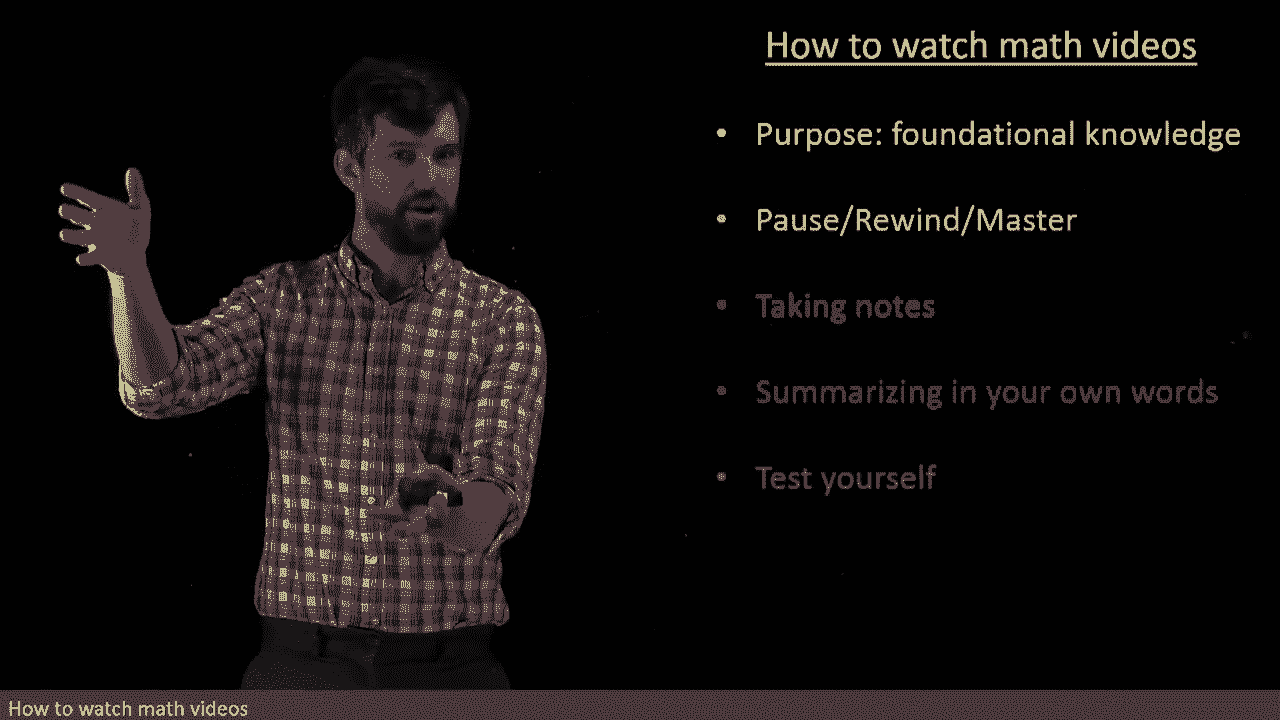 How to watch math videos
• Purpose: foundational knowledge
• Pause/Rewind/Master
• Taking notes
• Summarizing in your own words
• Test yourself
How to watch math videos